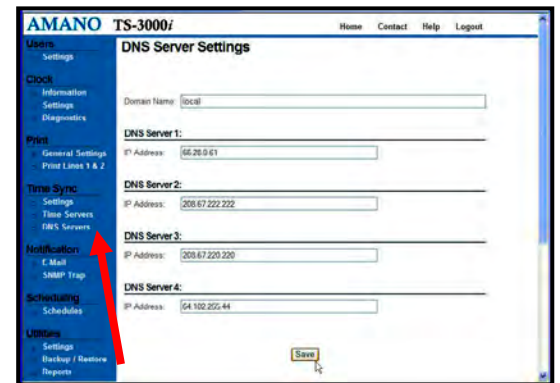 AMANO TS-3000i
Home Contact Help Logout
Users
Settings
Clock
Information
Settings
Diagnostics
Print
General Settings
Print Lines 1 & 2
Time Sync
Settings
Time Servers
DNS Servers
Notification
E-Mail
SNMP Trap
Scheduling
Schedules
Utilities
Settings
Backup / Restore
Reports
DNS Server Settings
Domain Name: local
DNS Server 1:
IP Address: 66.28.0.61
DNS Server 2:
IP Address: 208.67.222.222
DNS Server 3:
IP Address: 208.67.220.220
DNS Server 4:
IP Address: 64.102.255.44
Save